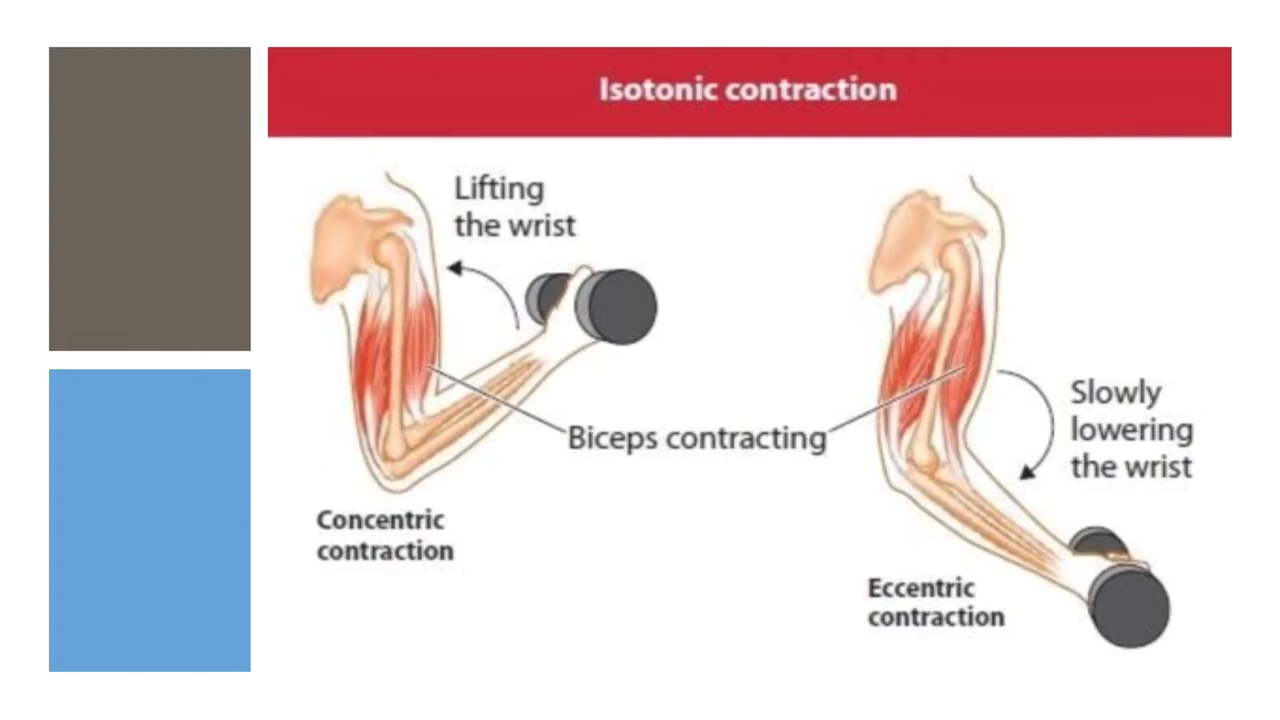 Isotonic contraction
Lifting
the wrist
Biceps contracting
Slowly
lowering
the wrist
Concentric
contraction
Eccentric
contraction